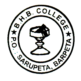 B.H.B. COLLEGE
P.O. SARUPETA, BARPETA